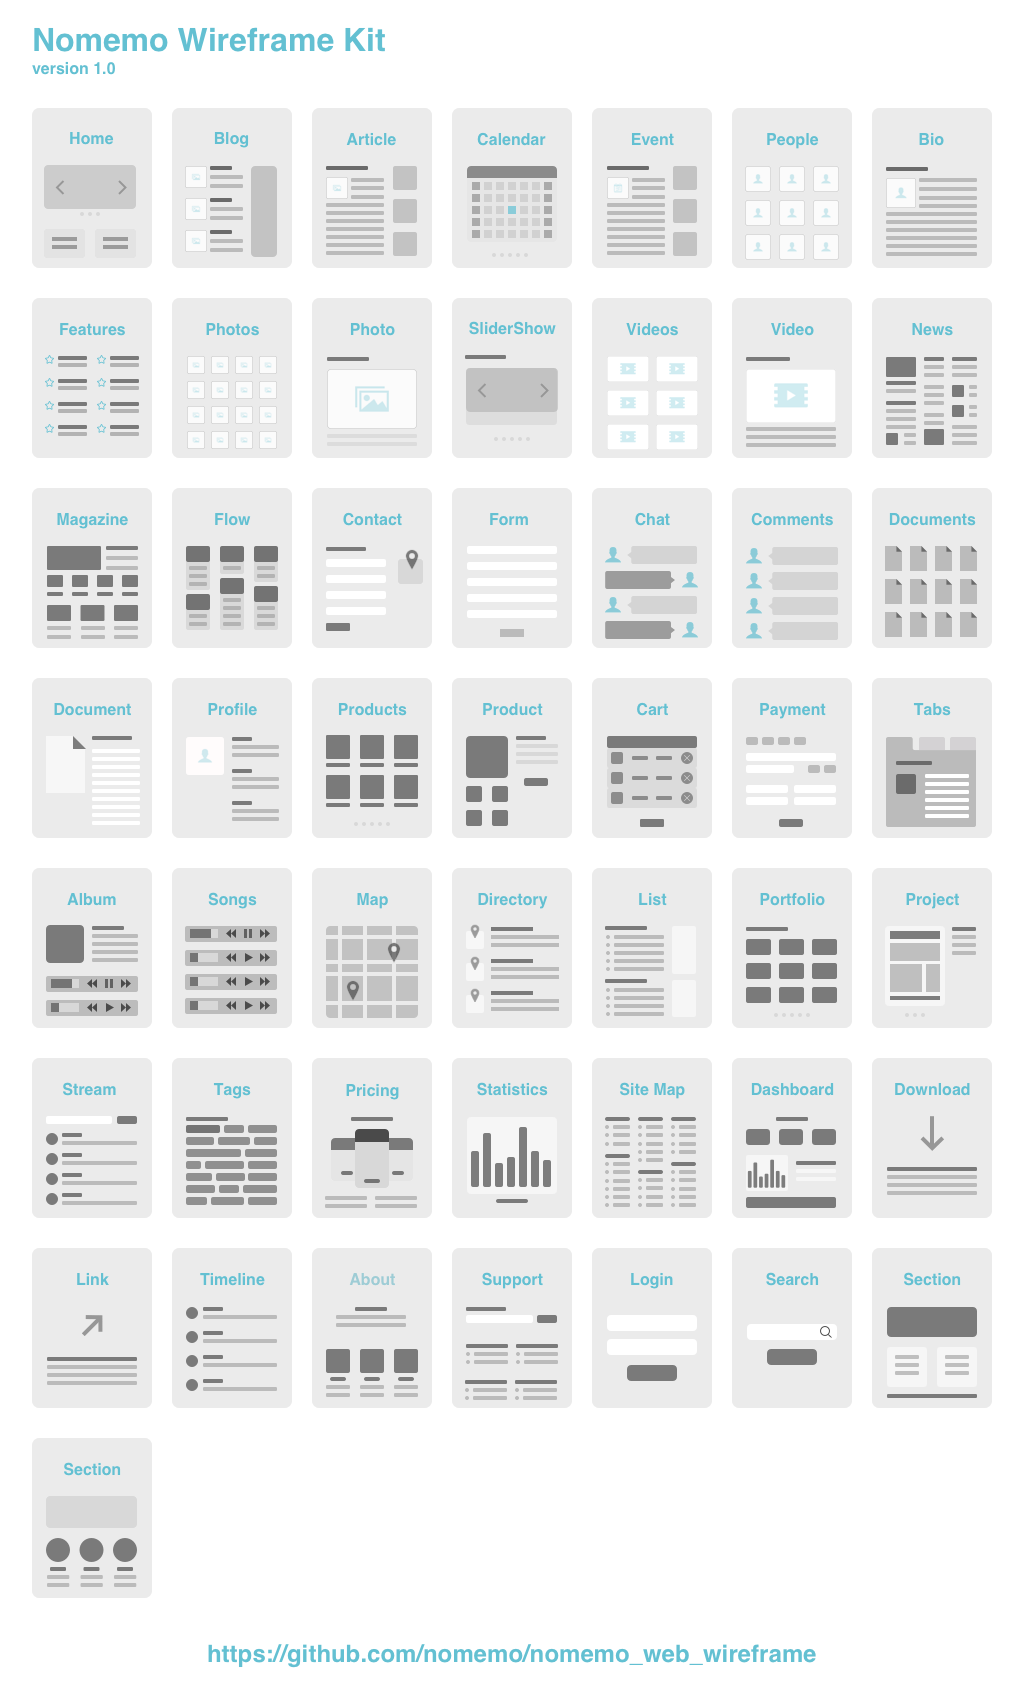 Nomemo Wireframe Kit
version 1.0
Home Blog Article Calendar Event People Bio
Features Photos Photo SliderShow Videos Video News
Magazine Flow Contact Form Chat Comments Documents
Document Profile Products Product Cart Payment Tabs
Album Songs Map Directory List Portfolio Project
Stream Tags Pricing Statistics Site Map Dashboard Download
Link Timeline About Support Login Search Section
Section
https://github.com/nomemo/nomemo_web_wireframe